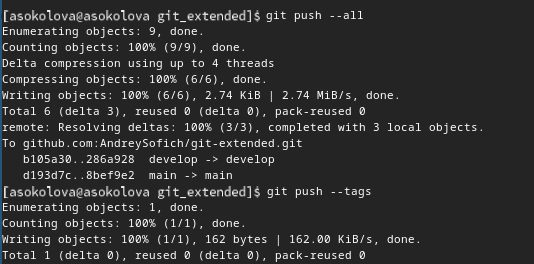 [asokolova@asokolova git_extended]$ git push --all
Enumerating objects: 9, done.
Counting objects: 100% (9/9), done.
Delta compression using up to 4 threads
Compressing objects: 100% (6/6), done.
Writing objects: 100% (6/6), 2.74 KiB | 2.74 MiB/s, done.
Total 6 (delta 3), reused 0 (delta 0), pack-reused 0
remote: Resolving deltas: 100% (3/3), completed with 3 local objects.
To github.com:AndreySofich/git-extended.git
   b105a30..286a928  develop -> develop
   d193d7c..8bef9e2  main -> main
[asokolova@asokolova git_extended]$ git push --tags
Enumerating objects: 1, done.
Counting objects: 100% (1/1), done.
Writing objects: 100% (1/1), 162 bytes | 162.00 KiB/s, done.
Total 1 (delta 0), reused 0 (delta 0), pack-reused 0